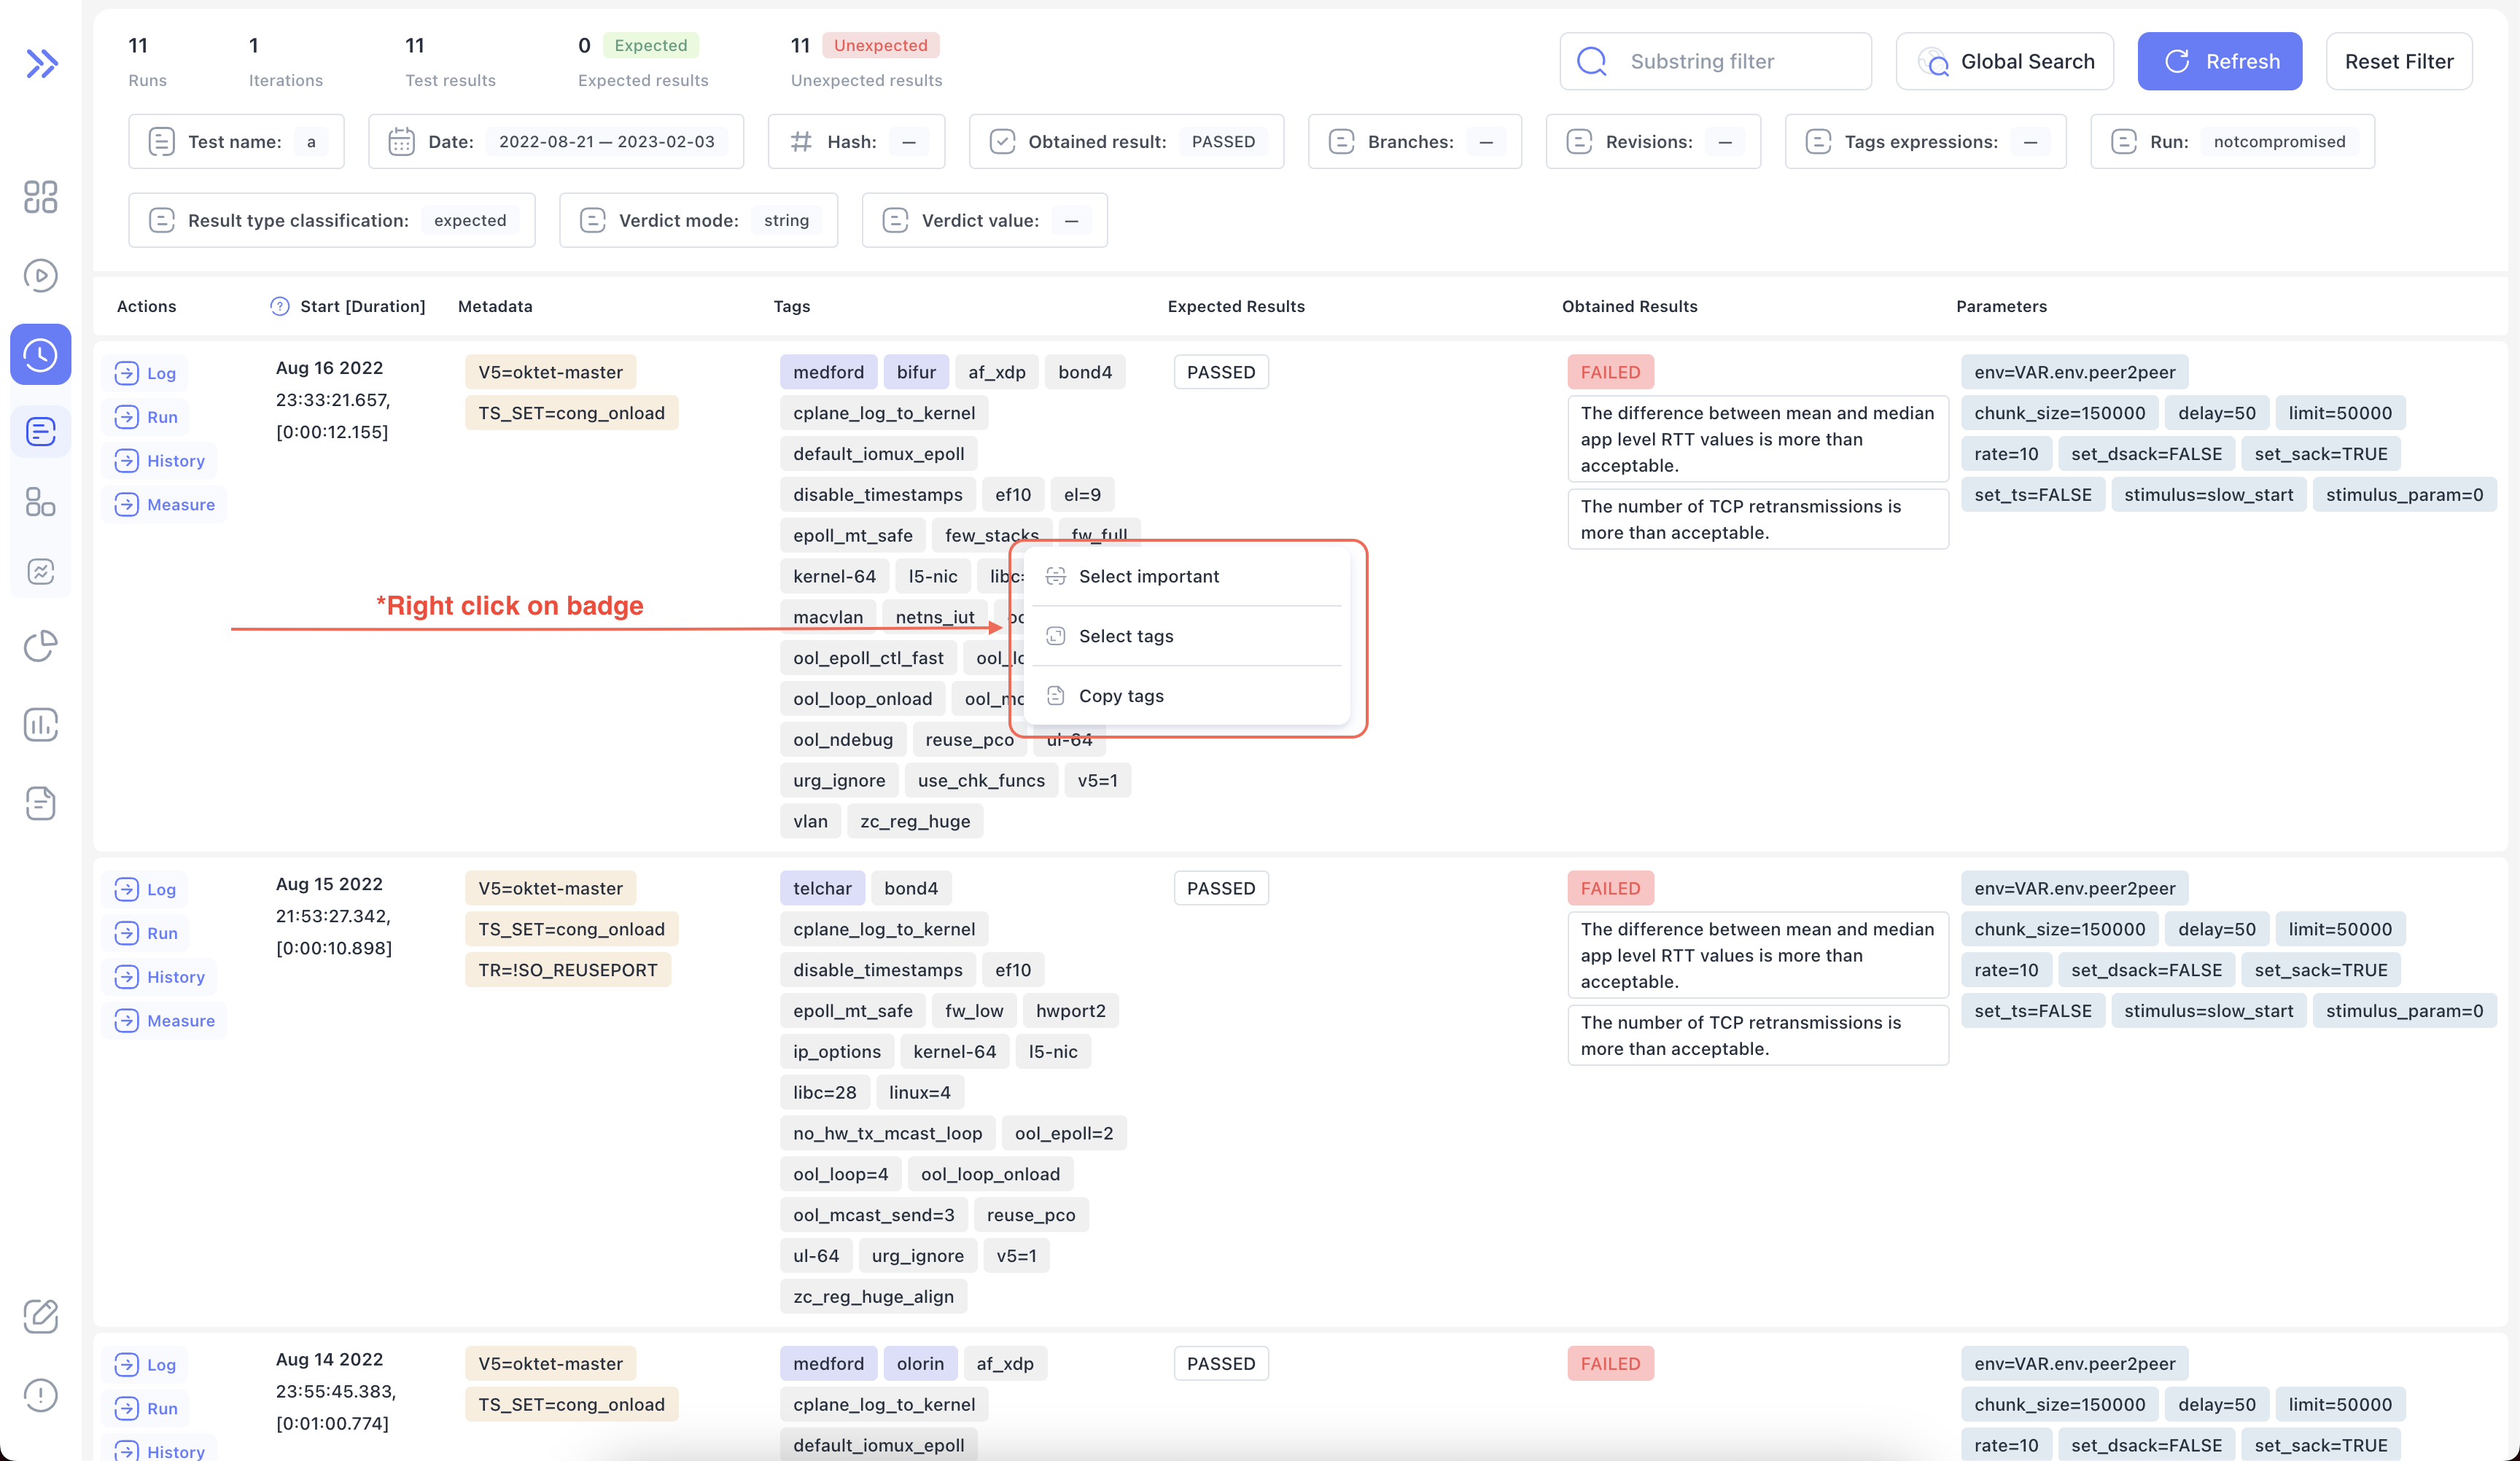 11
Runs
1
Iterations
11
Test results
0 Expected
Expected results
11 Unexpected
Unexpected results
Substring filter
Global Search
Refresh
Reset Filter
Test name: a
Date: 2022-08-21 — 2023-02-03
Hash: —
Obtained result: PASSED
Branches: —
Revisions: —
Tags expressions: —
Run: notcompromised
Result type classification: expected
Verdict mode: string
Verdict value: —
Actions
Start [Duration]
Metadata
Tags
Expected Results
Obtained Results
Parameters
Log
Run
History
Measure
Aug 16 2022
23:33:21.657,
[0:00:12.155]
V5=oktet-master
TS_SET=cong_onload
medford bifur af_xdp bond4
cplane_log_to_kernel
default_iomux_epoll
disable_timestamps ef10 el=9
epoll_mt_safe few_stacks fw_full
kernel-64 l5-nic libc=
macvlan netns_iut
ool_epoll_ctl_fast
ool_loop_onload
ool_ndebug reuse_pco ul-64
urg_ignore use_chk_funcs v5=1
vlan zc_reg_huge
*Right click on badge
Select important
Select tags
Copy tags
PASSED
FAILED
The difference between mean and median
app level RTT values is more than
acceptable.
The number of TCP retransmissions is
more than acceptable.
env=VAR.env.peer2peer
chunk_size=150000 delay=50 limit=50000
rate=10 set_dsack=FALSE set_sack=TRUE
set_ts=FALSE stimulus=slow_start stimulus_param=0
Log
Run
History
Measure
Aug 15 2022
21:53:27.342,
[0:00:10.898]
V5=oktet-master
TS_SET=cong_onload
TR=!SO_REUSEPORT
telchar bond4
cplane_log_to_kernel
disable_timestamps ef10
epoll_mt_safe fw_low hwport2
ip_options kernel-64 l5-nic
libc=28 linux=4
no_hw_tx_mcast_loop ool_epoll=2
ool_loop=4 ool_loop_onload
ool_mcast_send=3 reuse_pco
ul-64 urg_ignore v5=1
zc_reg_huge_align
PASSED
FAILED
The difference between mean and median
app level RTT values is more than
acceptable.
The number of TCP retransmissions is
more than acceptable.
env=VAR.env.peer2peer
chunk_size=150000 delay=50 limit=50000
rate=10 set_dsack=FALSE set_sack=TRUE
set_ts=FALSE stimulus=slow_start stimulus_param=0
Log
Run
History
Aug 14 2022
23:55:45.383,
[0:01:00.774]
V5=oktet-master
TS_SET=cong_onload
medford olorin af_xdp
cplane_log_to_kernel
default_iomux_epoll
PASSED
FAILED
env=VAR.env.peer2peer
chunk_size=150000 delay=50 limit=50000
rate=10 set_dsack=FALSE set_sack=TRUE